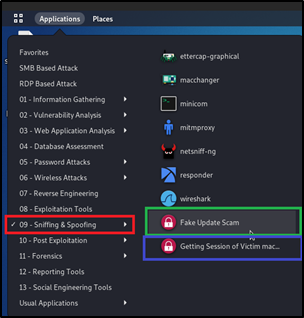 Applications
Places
Favorites
SMB Based Attack
RDP Based Attack
01 - Information Gathering
02 - Vulnerability Analysis
03 - Web Application Analysis
04 - Database Assessment
05 - Password Attacks
06 - Wireless Attacks
07 - Reverse Engineering
08 - Exploitation Tools
09 - Sniffing & Spoofing
10 - Post Exploitation
11 - Forensics
12 - Reporting Tools
13 - Social Engineering Tools
Usual Applications
ettercap-graphical
macchanger
minicom
mitmproxy
netsniff-ng
responder
wireshark
Fake Update Scam
Getting Session of Victim mac...